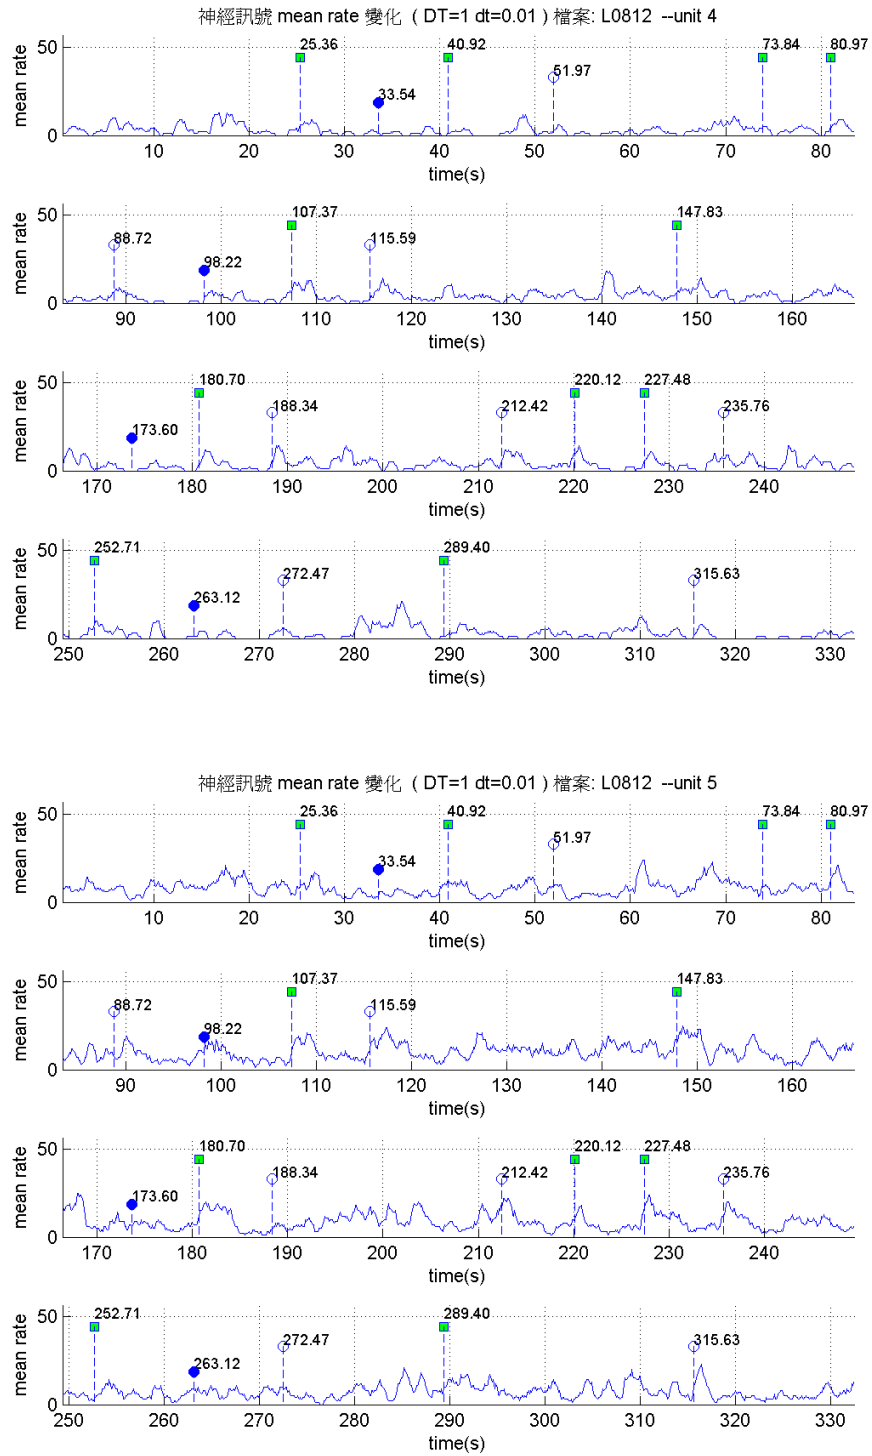 神經訊號 mean rate 變化 ( DT=1 dt=0.01 ) 檔案: L0812 --unit 4
50
0
mean rate
25.36
33.54
40.92
51.97
73.84
80.97
10 20 30 40 50 60 70 80
time(s)
50
0
mean rate
88.72
98.22
107.37
115.59
147.83
90 100 110 120 130 140 150 160
time(s)
50
0
mean rate
173.60
180.70
188.34
212.42
220.12
227.48
235.76
170 180 190 200 210 220 230 240
time(s)
50
0
mean rate
252.71
263.12
272.47
289.40
315.63
250 260 270 280 290 300 310 320 330
time(s)
神經訊號 mean rate 變化 ( DT=1 dt=0.01 ) 檔案: L0812 --unit 5
50
0
mean rate
25.36
33.54
40.92
51.97
73.84
80.97
10 20 30 40 50 60 70 80
time(s)
50
0
mean rate
88.72
98.22
107.37
115.59
147.83
90 100 110 120 130 140 150 160
time(s)
50
0
mean rate
173.60
180.70
188.34
212.42
220.12
227.48
235.76
170 180 190 200 210 220 230 240
time(s)
50
0
mean rate
252.71
263.12
272.47
289.40
315.63
250 260 270 280 290 300 310 320 330
time(s)